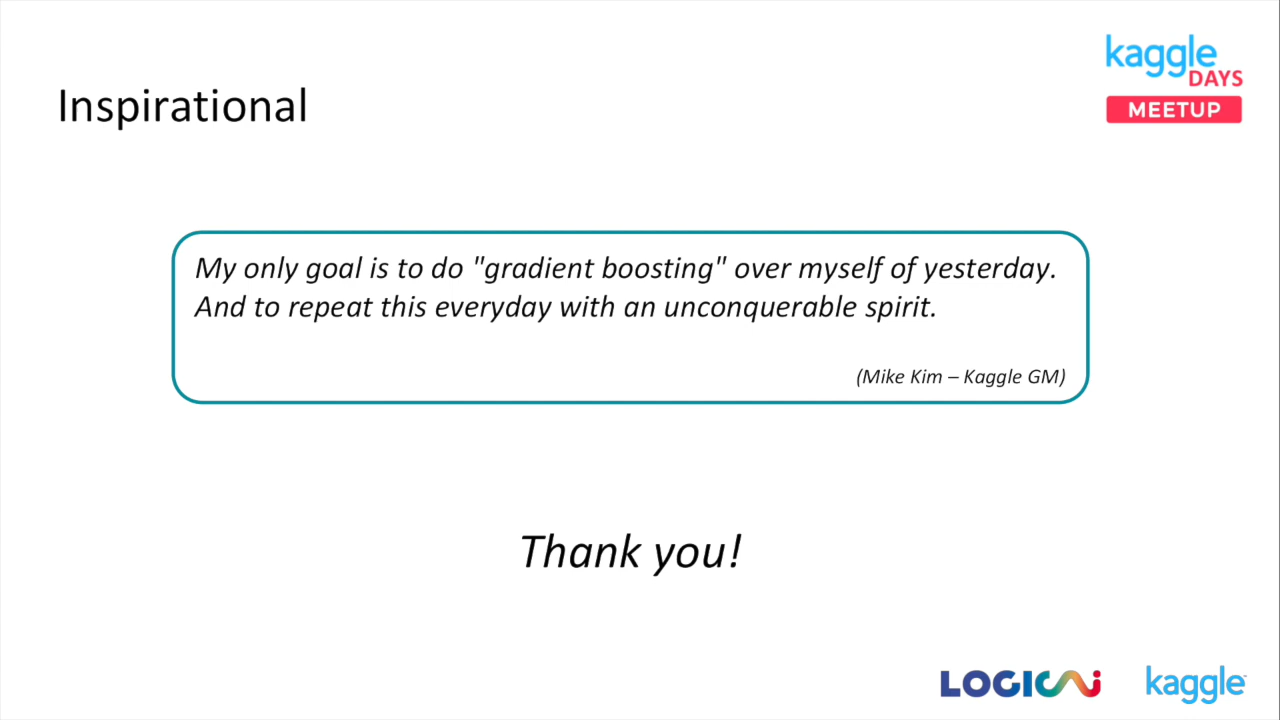 kaggle
DAYS
MEETUP
Inspirational
My only goal is to do "gradient boosting" over myself of yesterday.
And to repeat this everyday with an unconquerable spirit.
(Mike Kim – Kaggle GM)
Thank you!
LOGICAi
kaggle